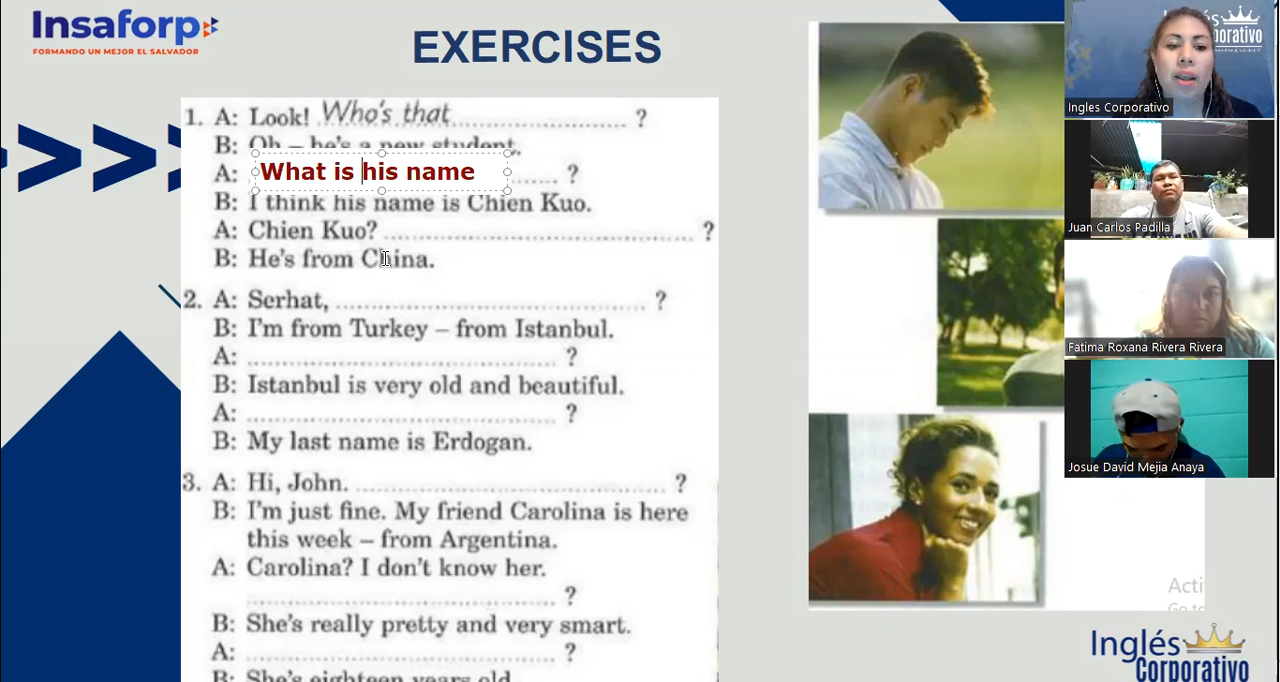 Insaforp
FORMANDO UN MEJOR EL SALVADOR
EXERCISES
1. A: Look! Who's that ?
B: Oh – he's a new student.
A: What is his name ?
B: I think his name is Chien Kuo.
A: Chien Kuo? ?
B: He's from China.
2. A: Serhat, ?
B: I'm from Turkey – from Istanbul.
A: ?
B: Istanbul is very old and beautiful.
A: ?
B: My last name is Erdogan.
3. A: Hi, John. ?
B: I'm just fine. My friend Carolina is here
this week – from Argentina.
A: Carolina? I don't know her.
?
B: She's really pretty and very smart.
A: ?
B: She's eighteen years old.
Ingles Corporativo
Juan Carlos Padilla
Fatima Roxana Rivera Rivera
Josue David Mejia Anaya
Inglés
Corporativo